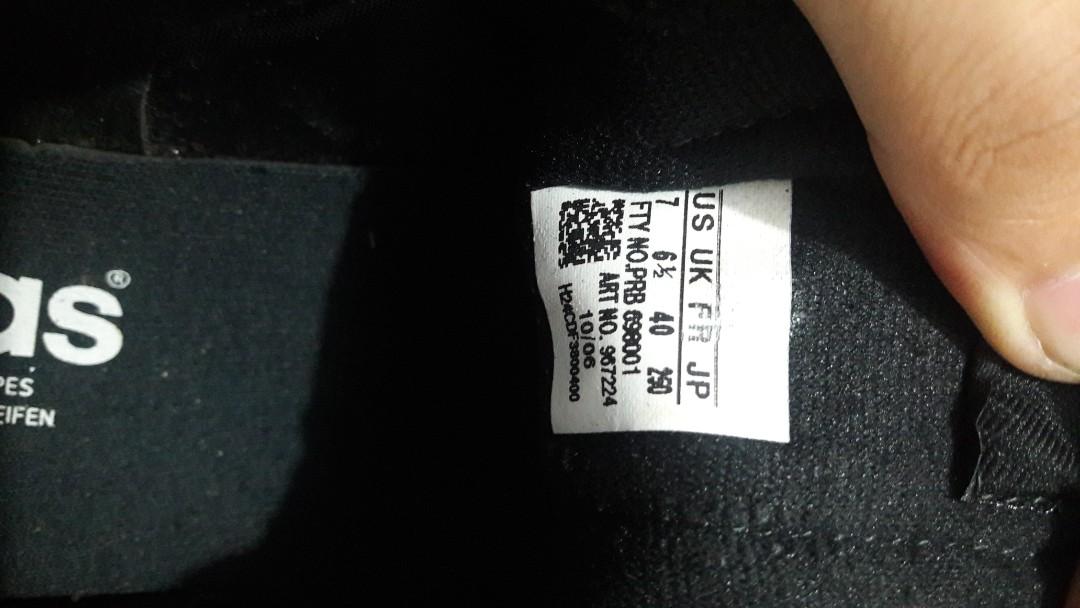 as®
PES
EIFEN
US UK FR JP
7 6½ 40 250
FTY NO.PRB 698001
ART NO. 967224
10/06
H24CDF3800400